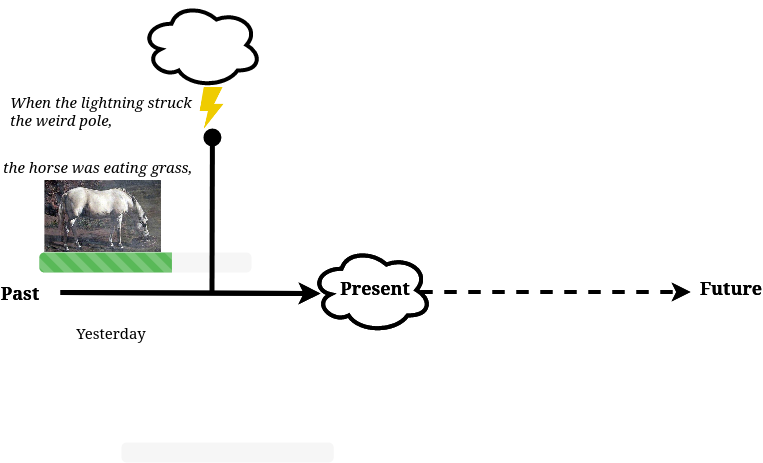 When the lightning struck
the weird pole,
the horse was eating grass,
Past
Present
Future
Yesterday